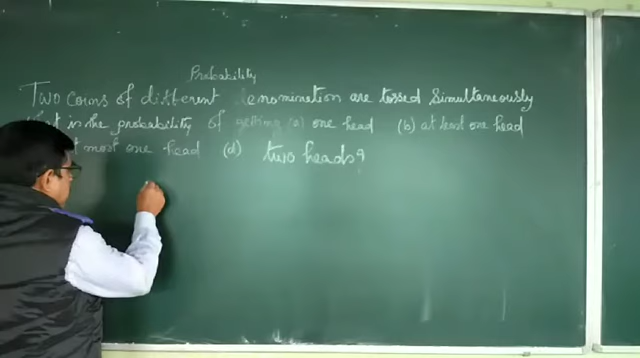 Probability
Two coins of different denomination are tossed simultaneously
is the probability of getting (a) one head (b) at least one head
most one head (d) two heads?